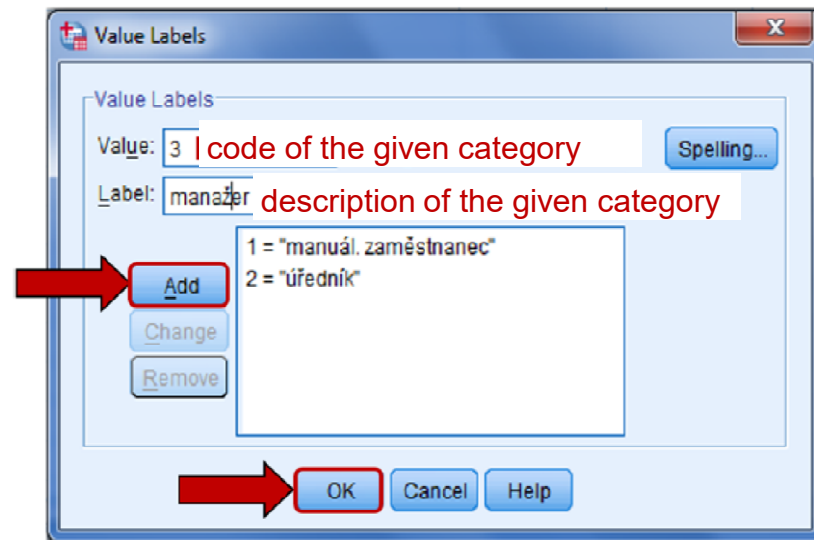 Value Labels
Value Labels
Value: 3 code of the given category Spelling...
Label: manažer description of the given category
1 = "manuál. zaměstnanec"
2 = "úředník"
Add
Change
Remove
OK Cancel Help